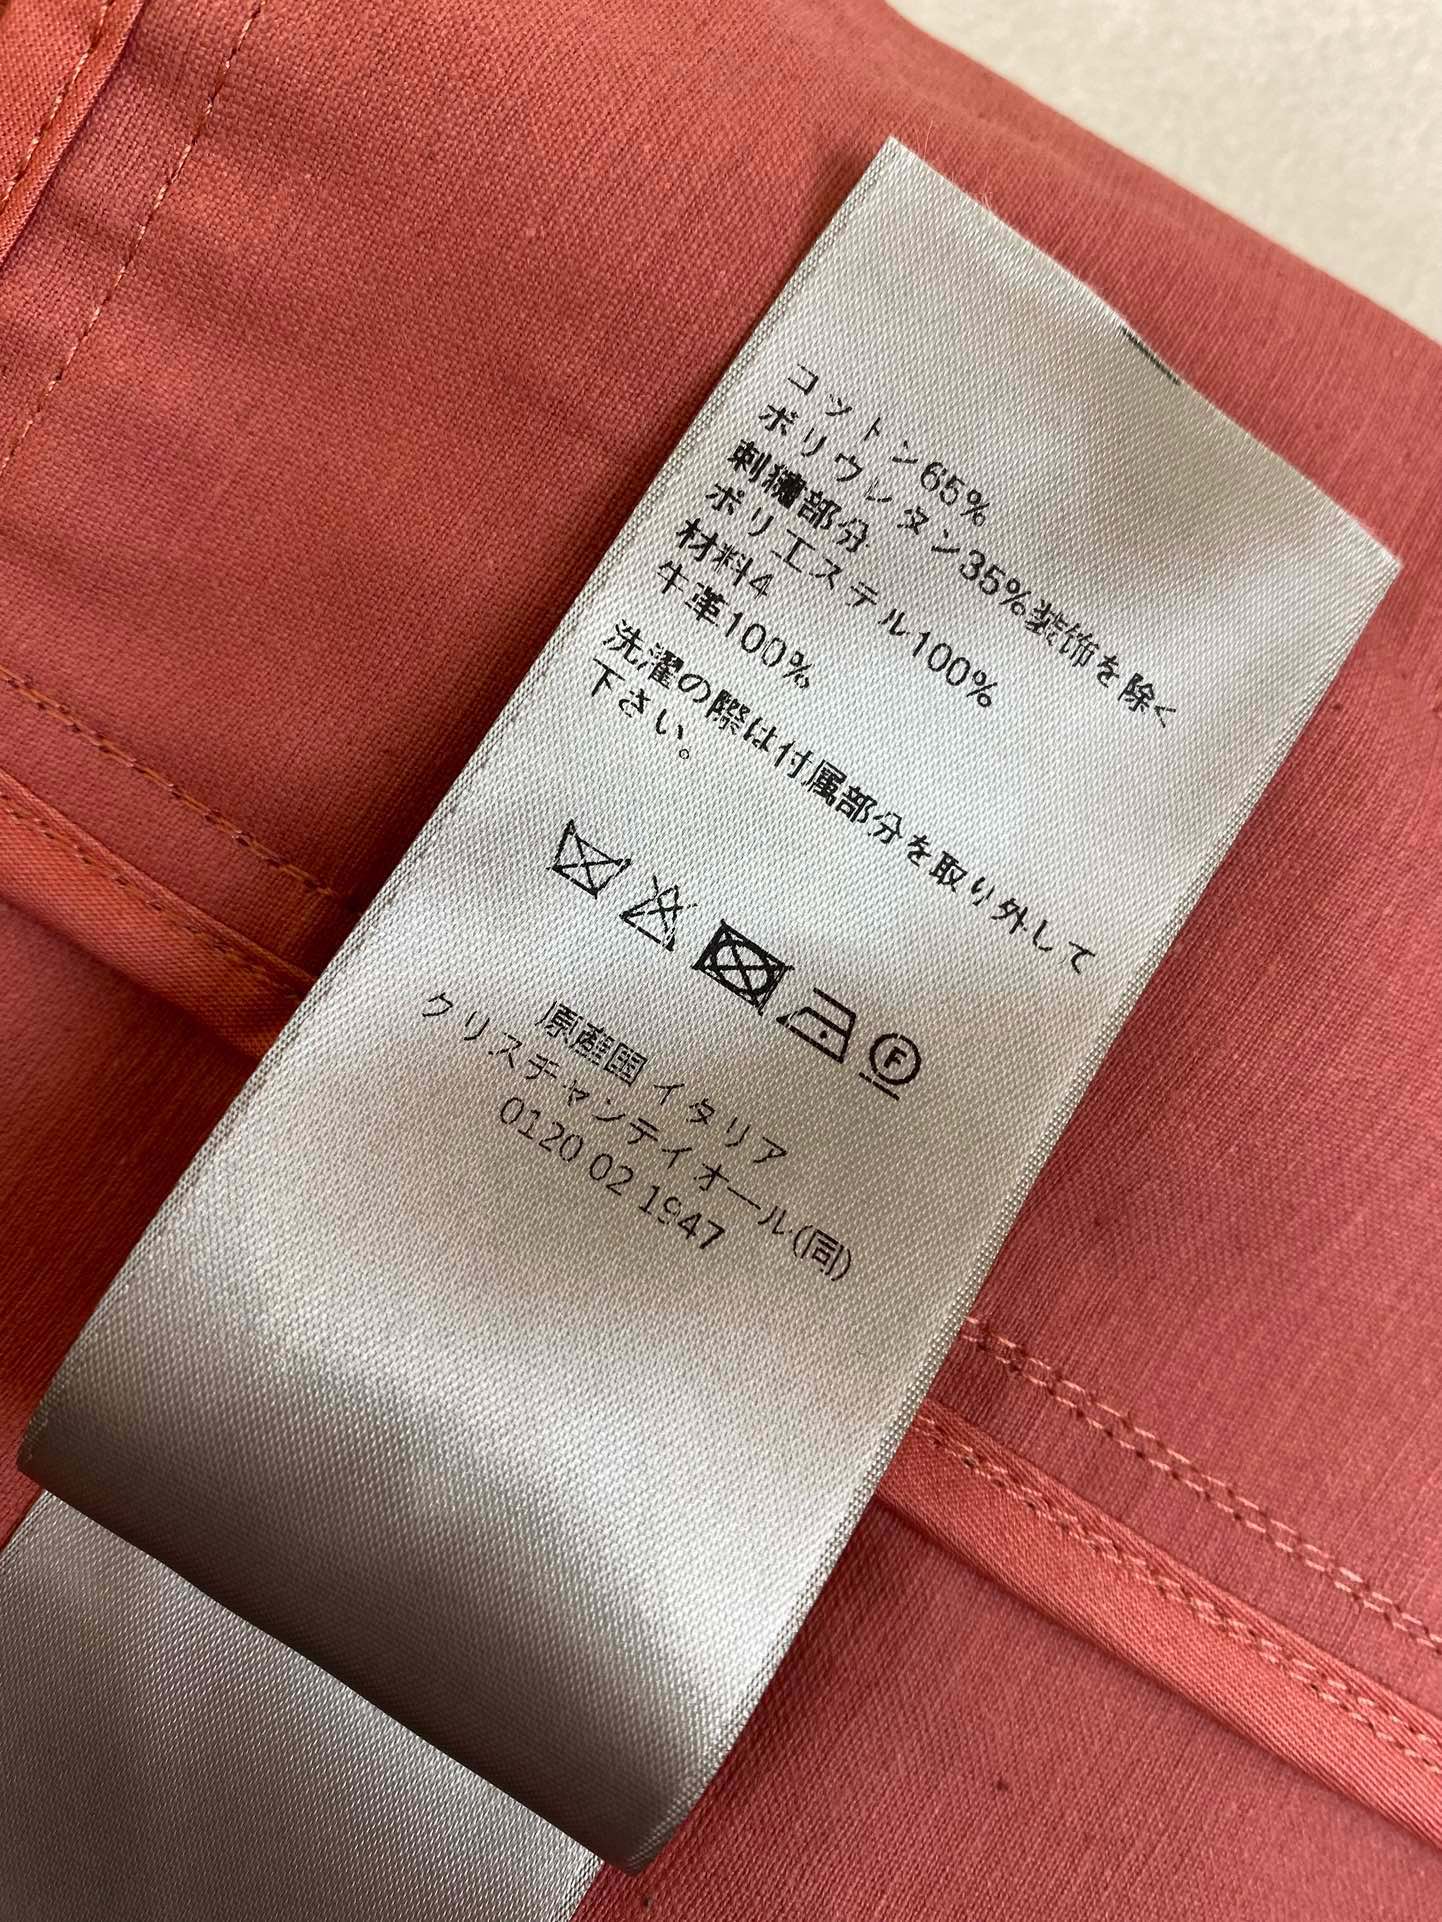 コットン65%
ポリウレタン35%装飾を除く
刺繍部分
ポリエステル100%
材料4
牛革100%
洗濯の際は付属部分を取り外して
下さい。
F
原産国 イタリア
クリスチャンディオール(同)
0120 02 1947